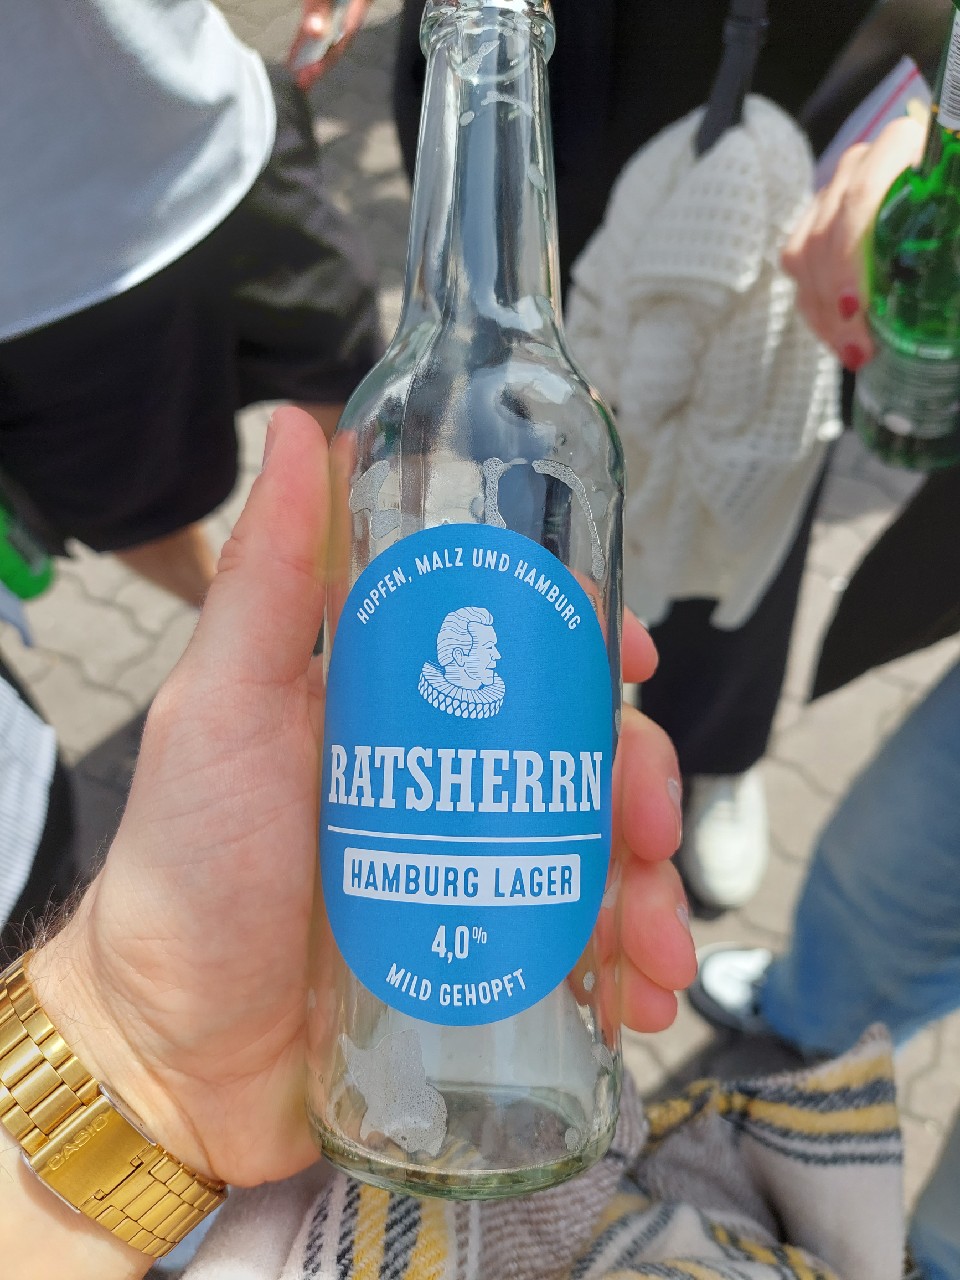 HOPFEN, MALZ UND HAMBURG
RATSHERRN
HAMBURG LAGER
4,0%
MILD GEHOPFT
CASIO